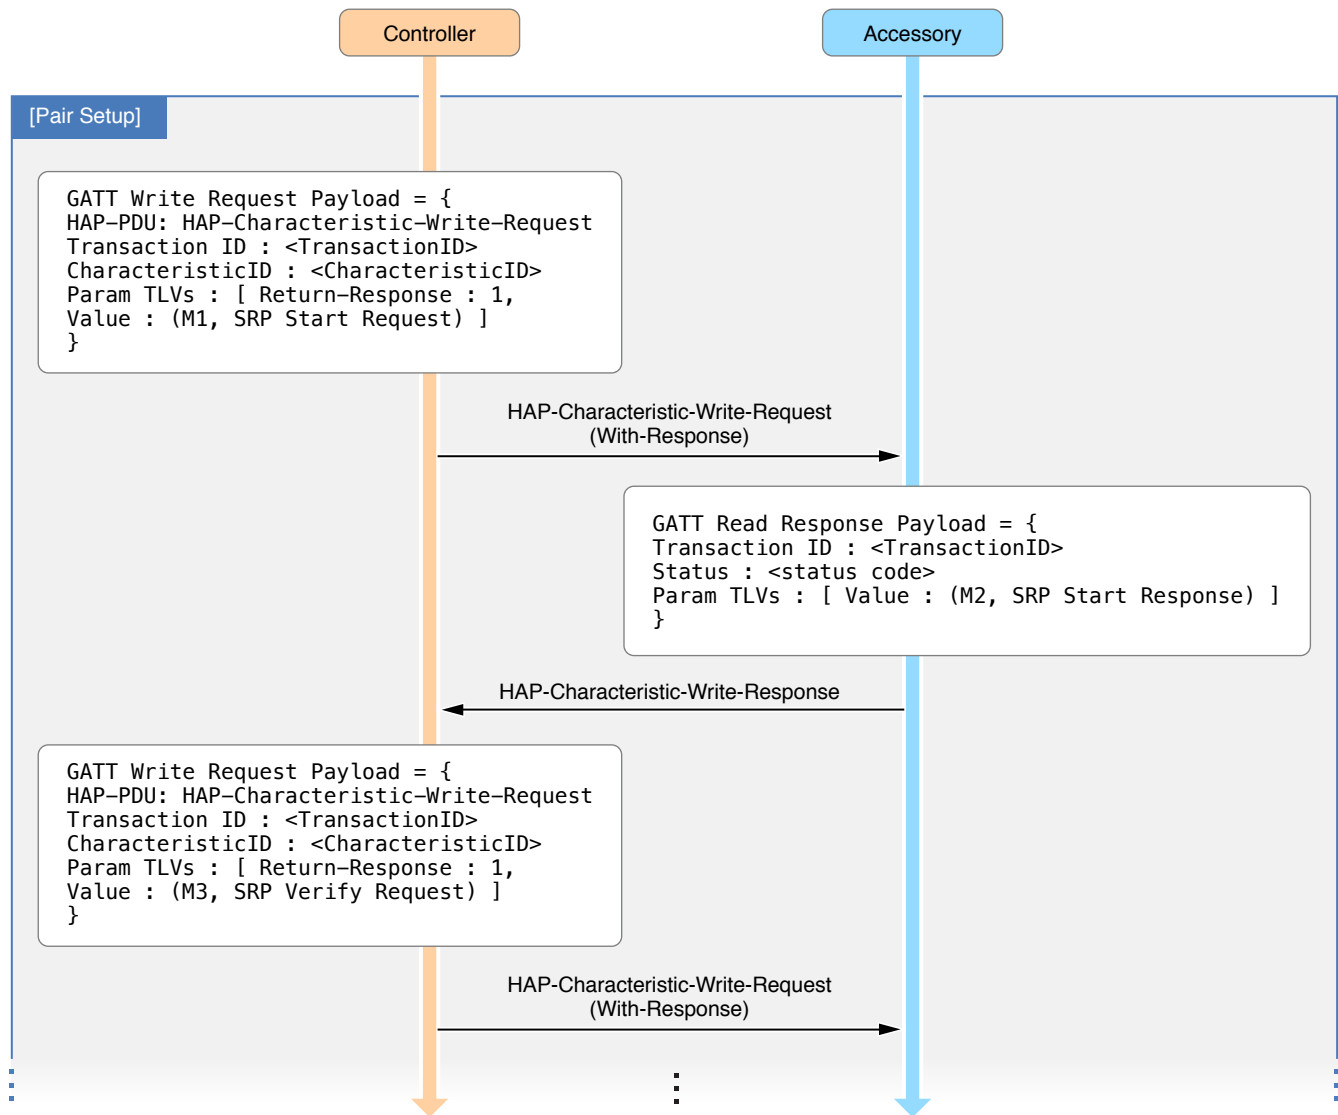 Controller
Accessory
[Pair Setup]
GATT Write Request Payload = {
HAP-PDU: HAP-Characteristic-Write-Request
Transaction ID : <TransactionID>
CharacteristicID : <CharacteristicID>
Param TLVs : [ Return-Response : 1,
Value : (M1, SRP Start Request) ]
}
HAP-Characteristic-Write-Request
(With-Response)
GATT Read Response Payload = {
Transaction ID : <TransactionID>
Status : <status code>
Param TLVs : [ Value : (M2, SRP Start Response) ]
}
HAP-Characteristic-Write-Response
GATT Write Request Payload = {
HAP-PDU: HAP-Characteristic-Write-Request
Transaction ID : <TransactionID>
CharacteristicID : <CharacteristicID>
Param TLVs : [ Return-Response : 1,
Value : (M3, SRP Verify Request) ]
}
HAP-Characteristic-Write-Request
(With-Response)